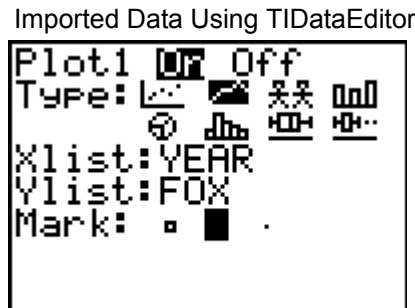 Imported Data Using TIDataEditor
Plot1 On Off
Type:
Xlist:YEAR
Ylist:FOX
Mark: